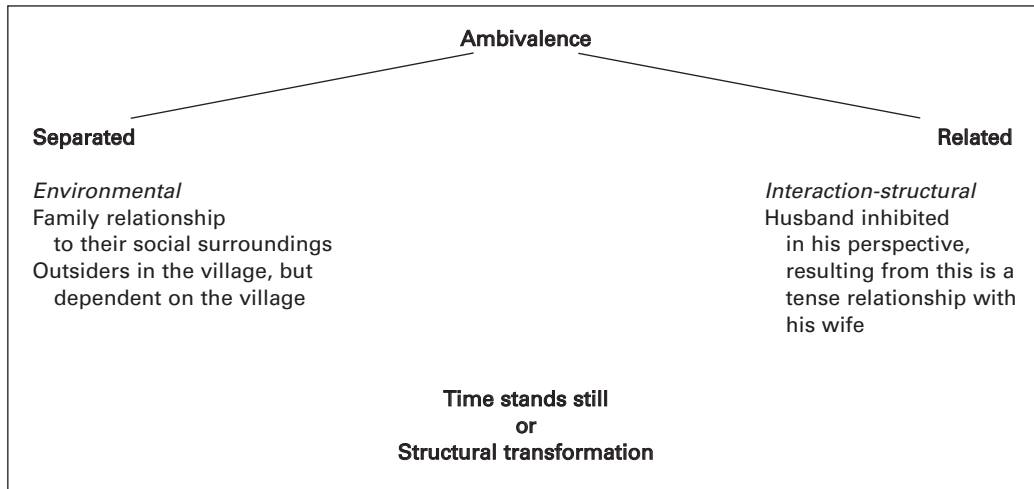 Ambivalence
Separated
Related
Environmental
Family relationship
to their social surroundings
Outsiders in the village, but
dependent on the village
Interaction-structural
Husband inhibited
in his perspective,
resulting from this is a
tense relationship with
his wife
Time stands still
or
Structural transformation